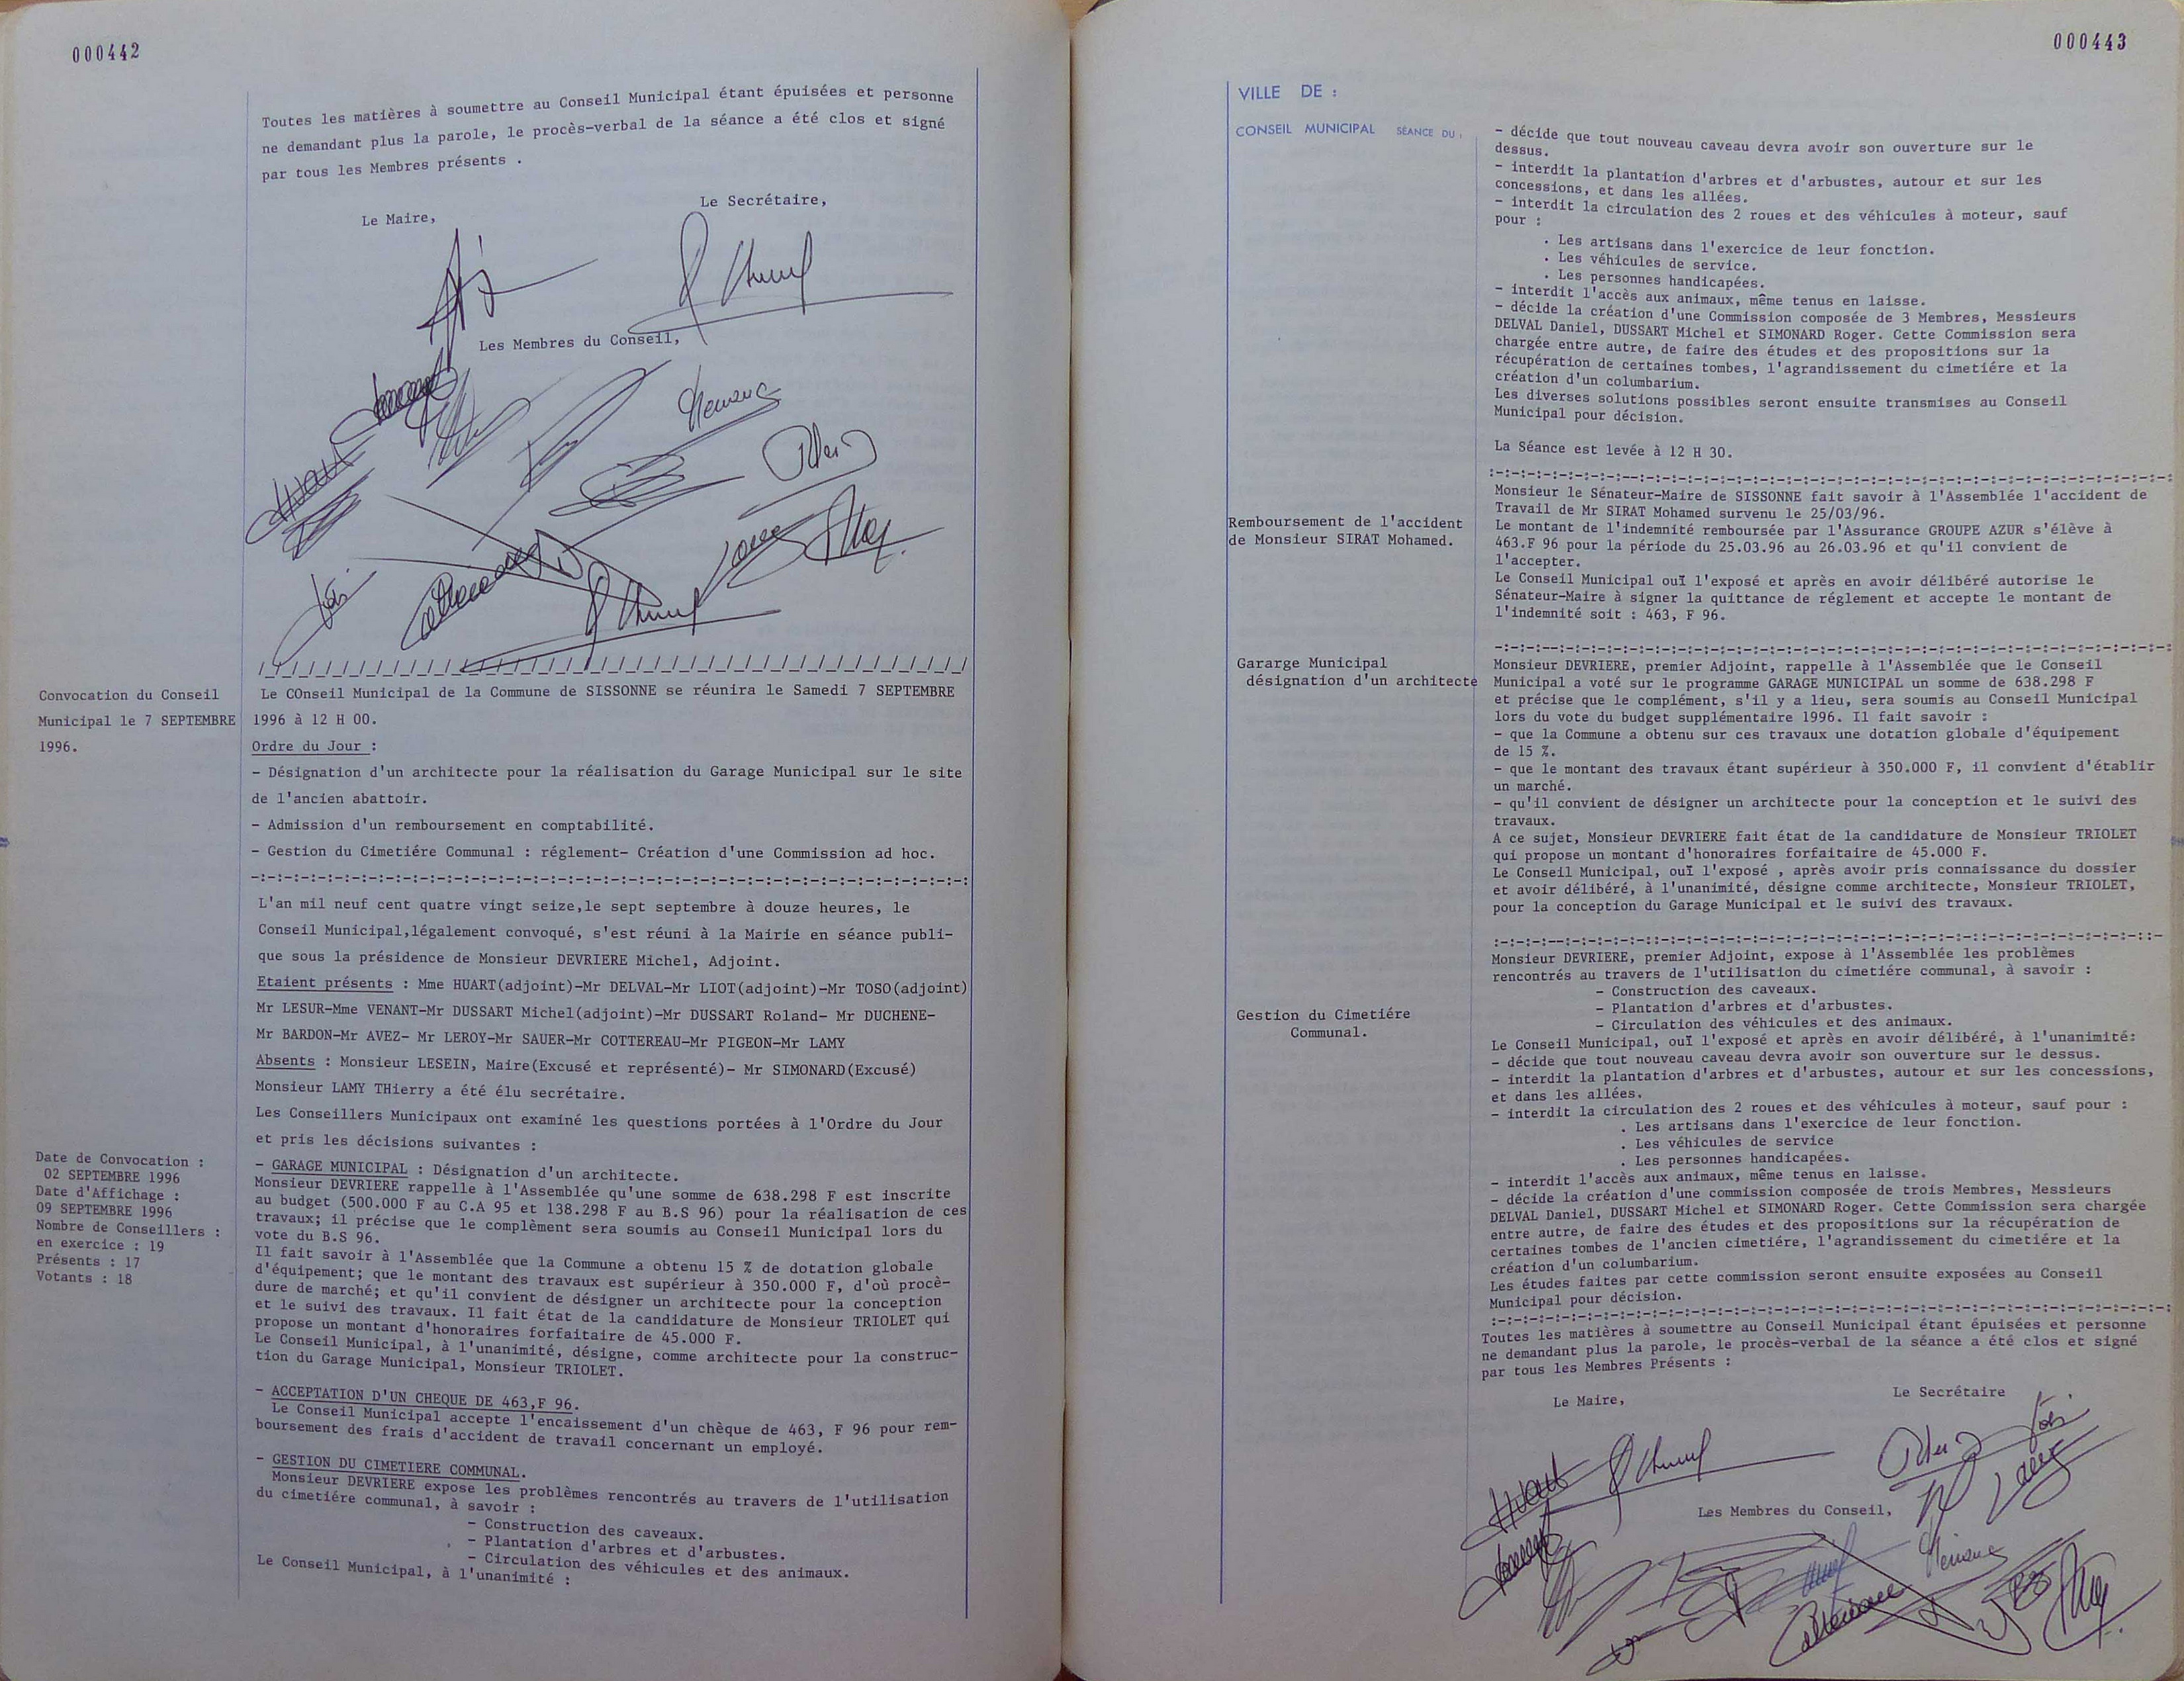 000442
Toutes les matières à soumettre au Conseil Municipal étant épuisées et personne
ne demandant plus la parole, le procès-verbal de la séance a été clos et signé
par tous les Membres présents .
Le Maire,
Le Secrétaire,
Les Membres du Conseil,
Convocation du Conseil
Municipal le 7 SEPTEMBRE
1996.
Le COnseil Municipal de la Commune de SISSONNE se réunira le Samedi 7 SEPTEMBRE
1996 à 12 H 00.
Ordre du Jour :
- Désignation d'un architecte pour la réalisation du Garage Municipal sur le site
de l'ancien abattoir.
- Admission d'un remboursement en comptabilité.
- Gestion du Cimetiére Communal : réglement- Création d'une Commission ad hoc.
L'an mil neuf cent quatre vingt seize,le sept septembre à douze heures, le
Conseil Municipal,légalement convoqué, s'est réuni à la Mairie en séance publi-
que sous la présidence de Monsieur DEVRIERE Michel, Adjoint.
Etaient présents : Mme HUART(adjoint)-Mr DELVAL-Mr LIOT(adjoint)-Mr TOSO(adjoint)
Mr LESUR-Mme VENANT-Mr DUSSART Michel(adjoint)-Mr DUSSART Roland- Mr DUCHENE-
Mr BARDON-Mr AVEZ- Mr LEROY-Mr SAUER-Mr COTTEREAU-Mr PIGEON-Mr LAMY
Absents : Monsieur LESEIN, Maire(Excusé et représenté)- Mr SIMONARD(Excusé)
Monsieur LAMY THierry a été élu secrétaire.
Les Conseillers Municipaux ont examiné les questions portées à l'Ordre du Jour
et pris les décisions suivantes :
Date de Convocation :
02 SEPTEMBRE 1996
Date d'Affichage :
09 SEPTEMBRE 1996
Nombre de Conseillers :
en exercice : 19
Présents : 17
Votants : 18
- GARAGE MUNICIPAL : Désignation d'un architecte.
Monsieur DEVRIERE rappelle à l'Assemblée qu'une somme de 638.298 F est inscrite
au budget (500.000 F au C.A 95 et 138.298 F au B.S 96) pour la réalisation de ces
travaux; il précise que le complèment sera soumis au Conseil Municipal lors du
vote du B.S 96.
Il fait savoir à l'Assemblée que la Commune a obtenu 15 % de dotation globale
d'équipement; que le montant des travaux est supérieur à 350.000 F, d'où procè-
dure de marché; et qu'il convient de désigner un architecte pour la conception
et le suivi des travaux. Il fait état de la candidature de Monsieur TRIOLET qui
propose un montant d'honoraires forfaitaire de 45.000 F.
Le Conseil Municipal, à l'unanimité, désigne, comme architecte pour la construc-
tion du Garage Municipal, Monsieur TRIOLET.
- ACCEPTATION D'UN CHEQUE DE 463,F 96.
Le Conseil Municipal accepte l'encaissement d'un chèque de 463, F 96 pour rem-
boursement des frais d'accident de travail concernant un employé.
- GESTION DU CIMETIERE COMMUNAL.
Monsieur DEVRIERE expose les problèmes rencontrés au travers de l'utilisation
du cimetiére communal, à savoir :
- Construction des caveaux.
- Plantation d'arbres et d'arbustes.
- Circulation des véhicules et des animaux.
Le Conseil Municipal, à l'unanimité :
000443
VILLE DE :
CONSEIL MUNICIPAL SÉANCE DU :
- décide que tout nouveau caveau devra avoir son ouverture sur le
dessus.
- interdit la plantation d'arbres et d'arbustes, autour et sur les
concessions, et dans les allées.
- interdit la circulation des 2 roues et des véhicules à moteur, sauf
pour :
. Les artisans dans l'exercice de leur fonction.
. Les véhicules de service.
. Les personnes handicapées.
- interdit l'accès aux animaux, même tenus en laisse.
- décide la création d'une Commission composée de 3 Membres, Messieurs
DELVAL Daniel, DUSSART Michel et SIMONARD Roger. Cette Commission sera
chargée entre autre, de faire des études et des propositions sur la
récupération de certaines tombes, l'agrandissement du cimetiére et la
création d'un columbarium.
Les diverses solutions possibles seront ensuite transmises au Conseil
Municipal pour décision.
La Séance est levée à 12 H 30.
Remboursement de l'accident
de Monsieur SIRAT Mohamed.
Monsieur le Sénateur-Maire de SISSONNE fait savoir à l'Assemblée l'accident de
Travail de Mr SIRAT Mohamed survenu le 25/03/96.
Le montant de l'indemnité remboursée par l'Assurance GROUPE AZUR s'élève à
463.F 96 pour la période du 25.03.96 au 26.03.96 et qu'il convient de
l'accepter.
Le Conseil Municipal ouï l'exposé et après en avoir délibéré autorise le
Sénateur-Maire à signer la quittance de réglement et accepte le montant de
l'indemnité soit : 463, F 96.
Gararge Municipal
désignation d'un architecte
Monsieur DEVRIERE, premier Adjoint, rappelle à l'Assemblée que le Conseil
Municipal a voté sur le programme GARAGE MUNICIPAL un somme de 638.298 F
et précise que le complément, s'il y a lieu, sera soumis au Conseil Municipal
lors du vote du budget supplémentaire 1996. Il fait savoir :
- que la Commune a obtenu sur ces travaux une dotation globale d'équipement
de 15 %.
- que le montant des travaux étant supérieur à 350.000 F, il convient d'établir
un marché.
- qu'il convient de désigner un architecte pour la conception et le suivi des
travaux.
A ce sujet, Monsieur DEVRIERE fait état de la candidature de Monsieur TRIOLET
qui propose un montant d'honoraires forfaitaire de 45.000 F.
Le Conseil Municipal, ouï l'exposé , après avoir pris connaissance du dossier
et avoir délibéré, à l'unanimité, désigne comme architecte, Monsieur TRIOLET,
pour la conception du Garage Municipal et le suivi des travaux.
Gestion du Cimetiére
Communal.
Monsieur DEVRIERE, premier Adjoint, expose à l'Assemblée les problèmes
rencontrés au travers de l'utilisation du cimetiére communal, à savoir :
- Construction des caveaux.
- Plantation d'arbres et d'arbustes.
- Circulation des véhicules et des animaux.
Le Conseil Municipal, ouï l'exposé et après en avoir délibéré, à l'unanimité:
- décide que tout nouveau caveau devra avoir son ouverture sur le dessus.
- interdit la plantation d'arbres et d'arbustes, autour et sur les concessions,
et dans les allées.
- interdit la circulation des 2 roues et des véhicules à moteur, sauf pour :
. Les artisans dans l'exercice de leur fonction.
. Les véhicules de service
. Les personnes handicapées.
- interdit l'accès aux animaux, même tenus en laisse.
- décide la création d'une commission composée de trois Membres, Messieurs
DELVAL Daniel, DUSSART Michel et SIMONARD Roger. Cette Commission sera chargée
entre autre, de faire des études et des propositions sur la récupération de
certaines tombes de l'ancien cimetiére, l'agrandissement du cimetiére et la
création d'un columbarium.
Les études faites par cette commission seront ensuite exposées au Conseil
Municipal pour décision.
Toutes les matières à soumettre au Conseil Municipal étant épuisées et personne
ne demandant plus la parole, le procès-verbal de la séance a été clos et signé
par tous les Membres Présents :
Le Maire,
Le Secrétaire
Les Membres du Conseil,